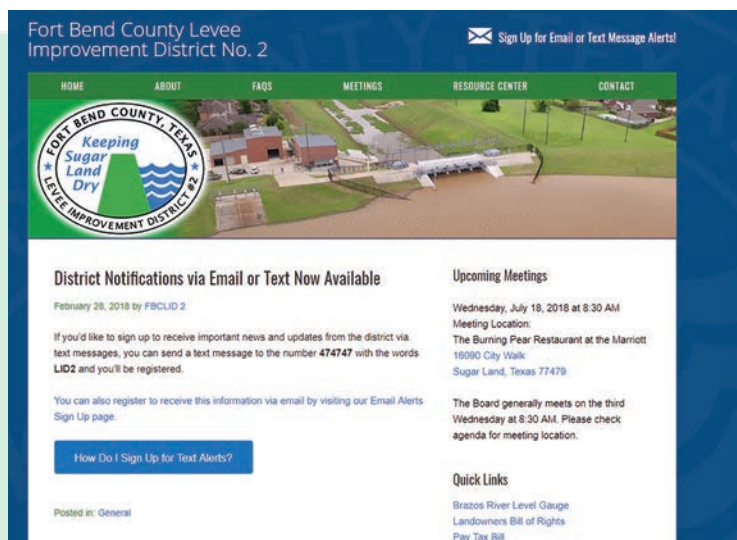 Fort Bend County Levee
Improvement District No. 2
Sign Up for Email or Text Message Alerts!
HOME ABOUT FAQS MEETINGS RESOURCE CENTER CONTACT
FORT BEND COUNTY, TEXAS
Keeping
Sugar
Land
Dry
LEVEE IMPROVEMENT DISTRICT #2
District Notifications via Email or Text Now Available
February 28, 2018 by FBCLID 2
If you'd like to sign up to receive important news and updates from the district via
text messages, you can send a text message to the number 474747 with the words
LID2 and you'll be registered.
You can also register to receive this information via email by visiting our Email Alerts
Sign Up page.
How Do I Sign Up for Text Alerts?
Posted in: General
Upcoming Meetings
Wednesday, July 18, 2018 at 8:30 AM
Meeting Location:
The Burning Pear Restaurant at the Marriott
16090 City Walk
Sugar Land, Texas 77479
The Board generally meets on the third
Wednesday at 8:30 AM. Please check
agenda for meeting location.
Quick Links
Brazos River Level Gauge
Landowners Bill of Rights
Pay Tax Bill